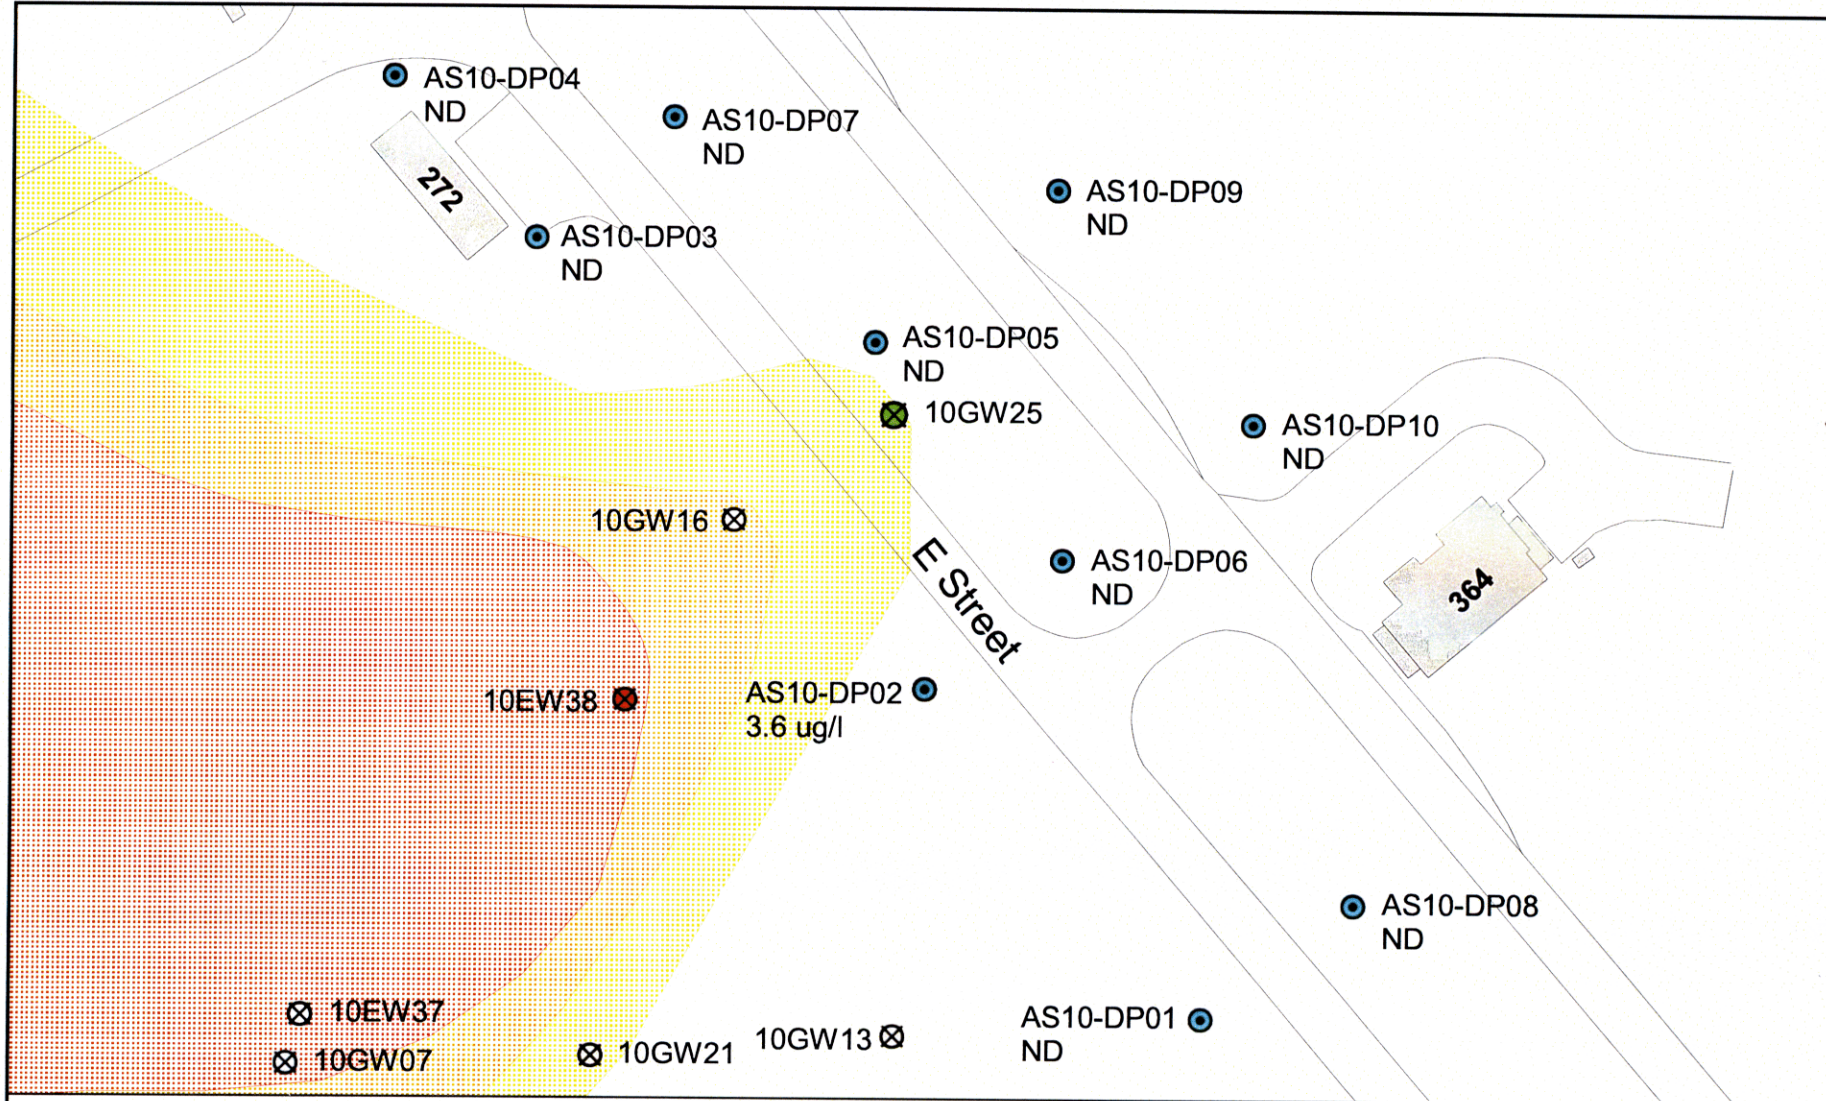 AS10-DP04
ND
AS10-DP07
ND
272
AS10-DP09
ND
AS10-DP03
ND
AS10-DP05
ND
10GW25
AS10-DP10
ND
10GW16
E Street
AS10-DP06
ND
364
10EW38
AS10-DP02
3.6 ug/l
AS10-DP08
ND
10EW37
10GW07
10GW21
10GW13
AS10-DP01
ND